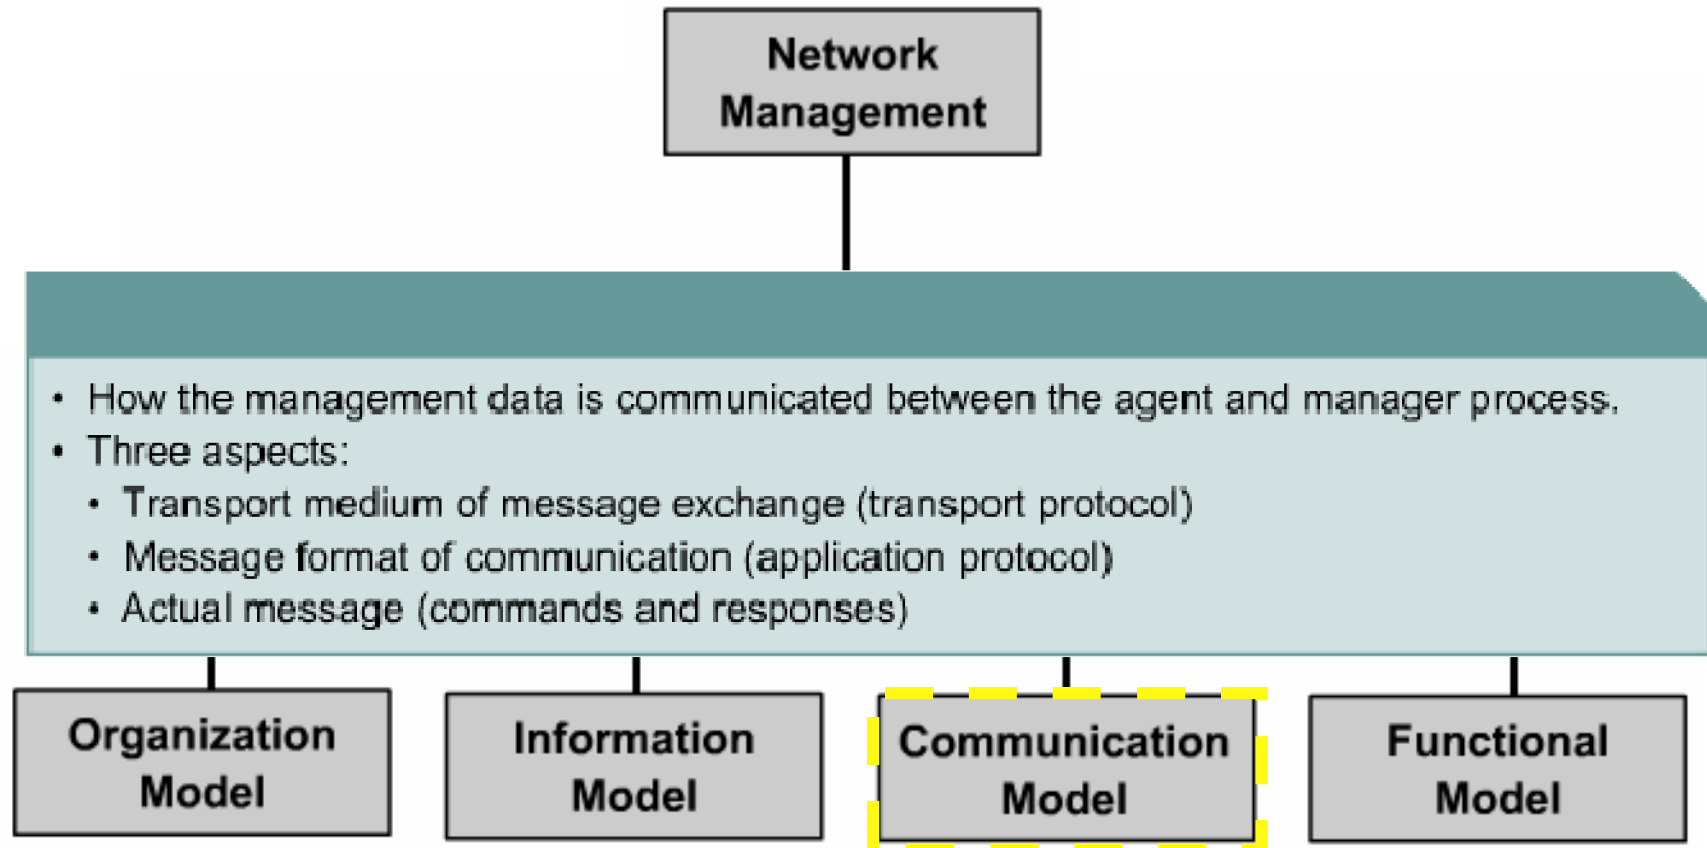 Network
Management
• How the management data is communicated between the agent and manager process.
• Three aspects:
• Transport medium of message exchange (transport protocol)
• Message format of communication (application protocol)
• Actual message (commands and responses)
Organization
Model
Information
Model
Communication
Model
Functional
Model